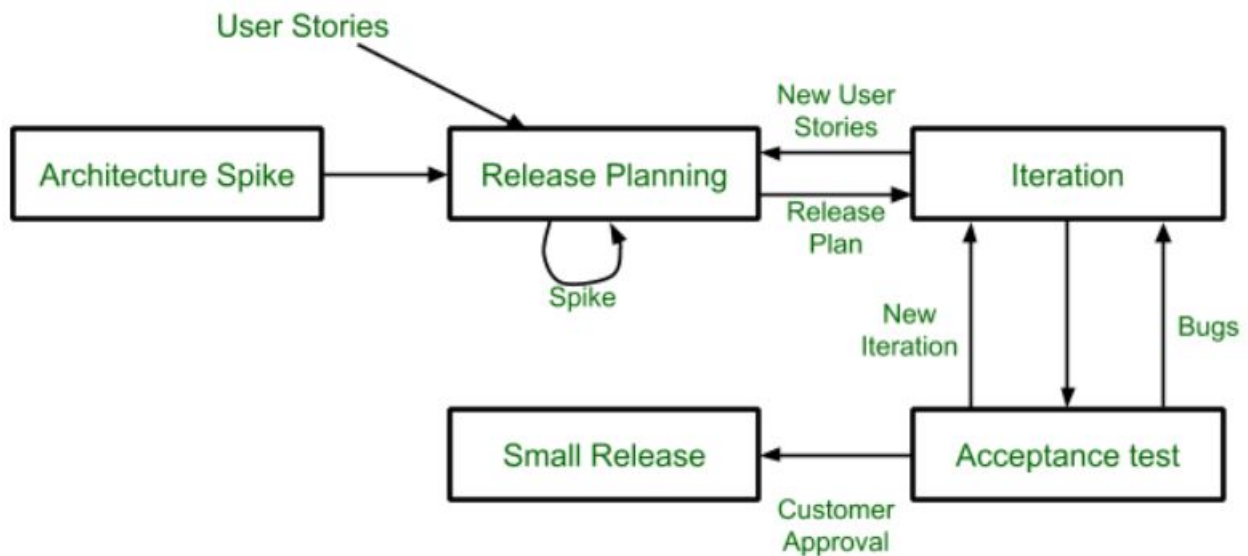 User Stories
New User
Stories
Architecture Spike
Release Planning
Iteration
Release
Plan
Spike
New
Iteration
Bugs
Small Release
Acceptance test
Customer
Approval